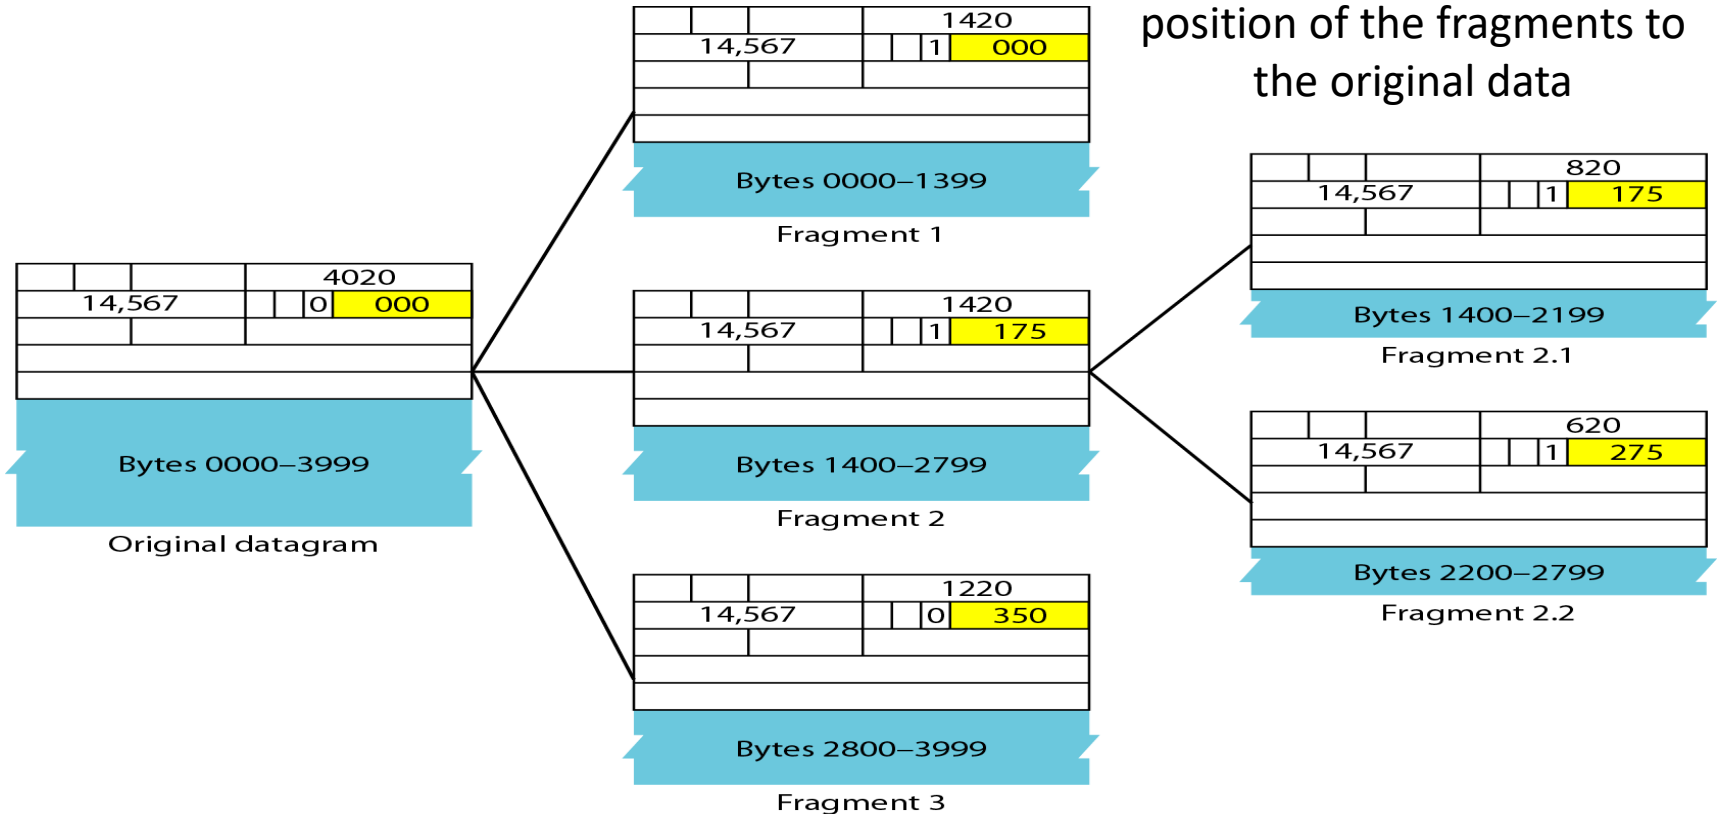 position of the fragments to
the original data
4020
14,567 0 000
Bytes 0000–3999
Original datagram
1420
14,567 1 000
Bytes 0000–1399
Fragment 1
1420
14,567 1 175
Bytes 1400–2799
Fragment 2
1220
14,567 0 350
Bytes 2800–3999
Fragment 3
820
14,567 1 175
Bytes 1400–2199
Fragment 2.1
620
14,567 1 275
Bytes 2200–2799
Fragment 2.2